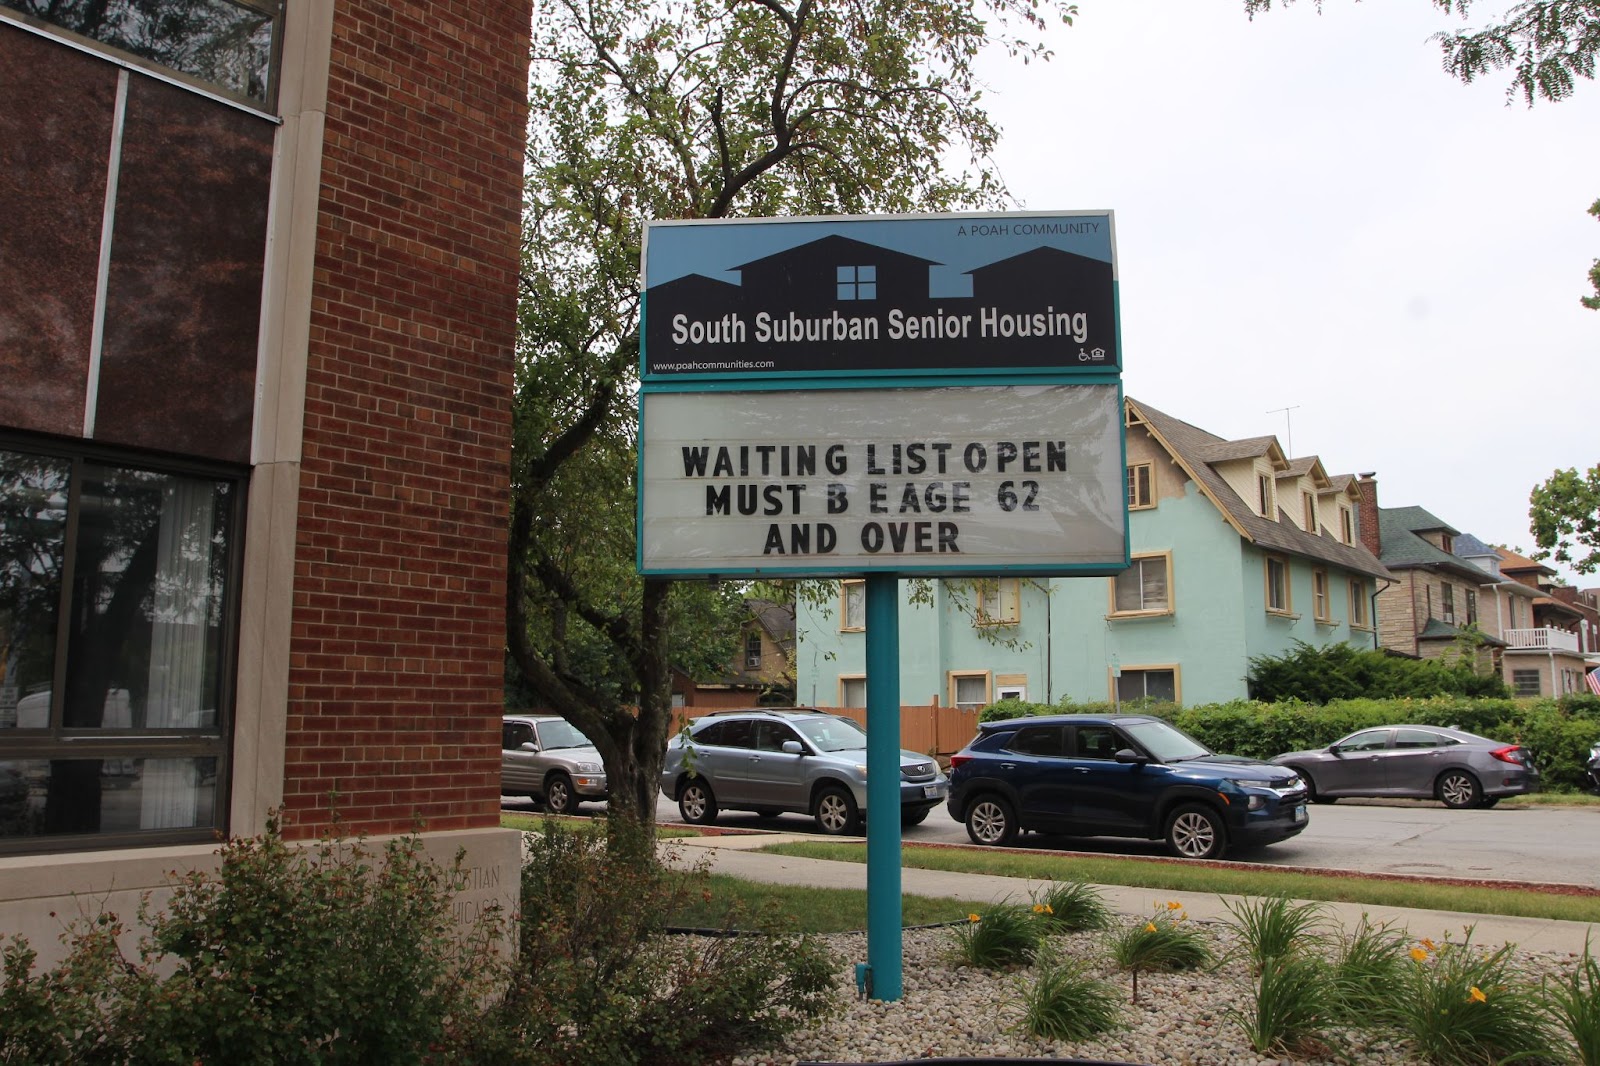 A POAH COMMUNITY
South Suburban Senior Housing
www.poahcommunities.com
WAITING LIST OPEN
MUST B E AGE 62
AND OVER